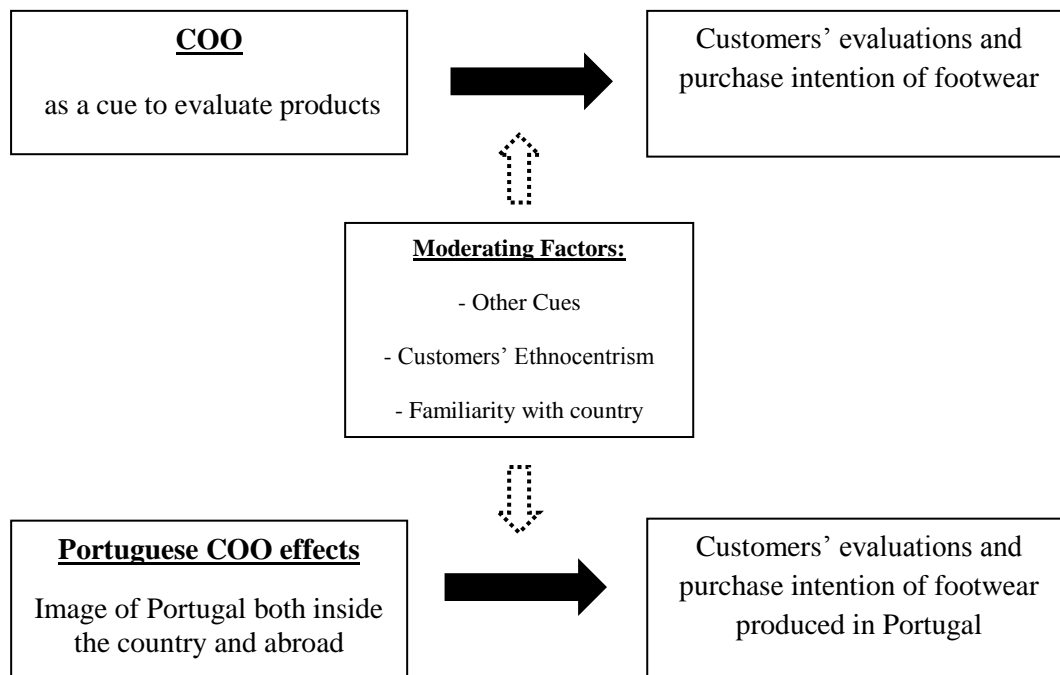 COO
as a cue to evaluate products
Customers’ evaluations and
purchase intention of footwear
Moderating Factors:
- Other Cues
- Customers’ Ethnocentrism
- Familiarity with country
Portuguese COO effects
Image of Portugal both inside
the country and abroad
Customers’ evaluations and
purchase intention of footwear
produced in Portugal